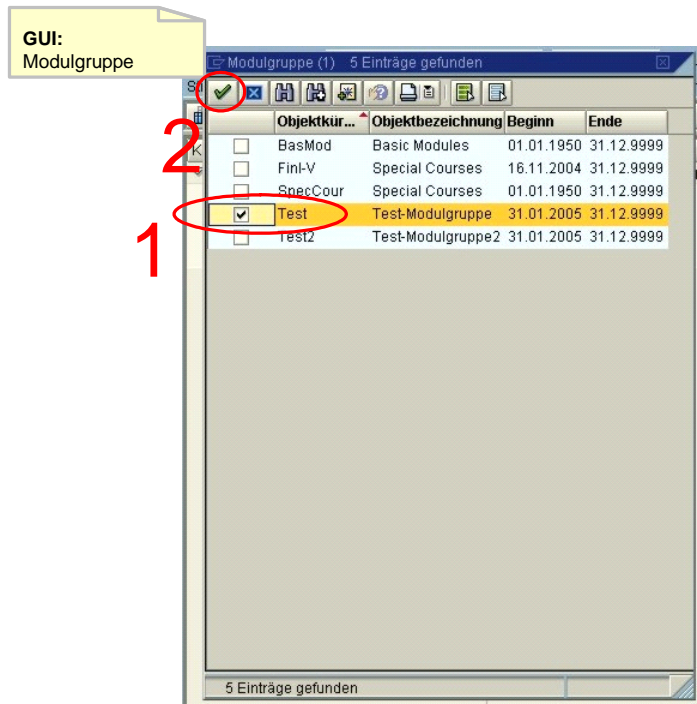 GUI:
Modulgruppe
Modulgruppe (1) 5 Einträge gefunden
2
Objektkür... Objektbezeichnung Beginn Ende
BasMod Basic Modules 01.01.1950 31.12.9999
FinI-V Special Courses 16.11.2004 31.12.9999
SpecCour Special Courses 01.01.1950 31.12.9999
Test Test-Modulgruppe 31.01.2005 31.12.9999
1
Test2 Test-Modulgruppe2 31.01.2005 31.12.9999
5 Einträge gefunden